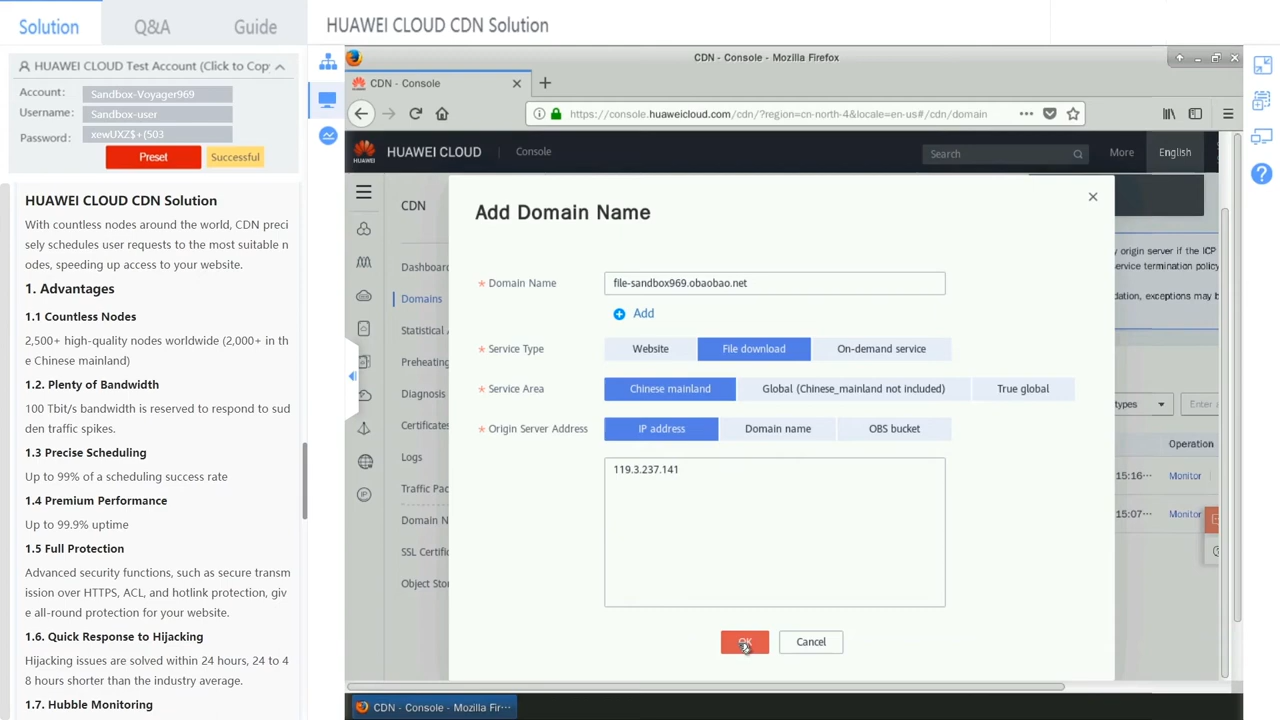 Solution
Q&A
Guide
HUAWEI CLOUD CDN Solution
HUAWEI CLOUD Test Account (Click to Cop
Account: Sandbox-Voyager969
Username: Sandbox-user
Password: xewUXZ$+(503
Preset
Successful
HUAWEI CLOUD CDN Solution
With countless nodes around the world, CDN preci
sely schedules user requests to the most suitable n
odes, speeding up access to your website.
1. Advantages
1.1 Countless Nodes
2,500+ high-quality nodes worldwide (2,000+ in th
e Chinese mainland)
1.2. Plenty of Bandwidth
100 Tbit/s bandwidth is reserved to respond to sud
den traffic spikes.
1.3 Precise Scheduling
Up to 99% of a scheduling success rate
1.4 Premium Performance
Up to 99.9% uptime
1.5 Full Protection
Advanced security functions, such as secure transm
ission over HTTPS, ACL, and hotlink protection, giv
e all-round protection for your website.
1.6. Quick Response to Hijacking
Hijacking issues are solved within 24 hours, 24 to 4
8 hours shorter than the industry average.
1.7. Hubble Monitoring
CDN - Console - Mozilla Firefox
CDN - Console
https://console.huaweicloud.com/cdn/?region=cn-north-4&locale=en-us#/cdn/domain
HUAWEI
HUAWEI CLOUD
Console
Search
More
English
CDN
Dashboar
Domains
Statistical A
Preheating
Diagnosis
Certificates
Logs
Traffic Pac
Domain N
SSL Certific
Object Stor
Add Domain Name
* Domain Name file-sandbox969.obaobao.net
Add
* Service Type Website File download On-demand service
* Service Area Chinese mainland Global (Chinese_mainland not included) True global
* Origin Server Address IP address Domain name OBS bucket
119.3.237.141
OK
Cancel
y origin server if the ICP
ervice termination policy
dation, exceptions may b
types
Enter
Operation
15:16··· Monitor
15:07··· Monitor
CDN - Console - Mozilla Fir···